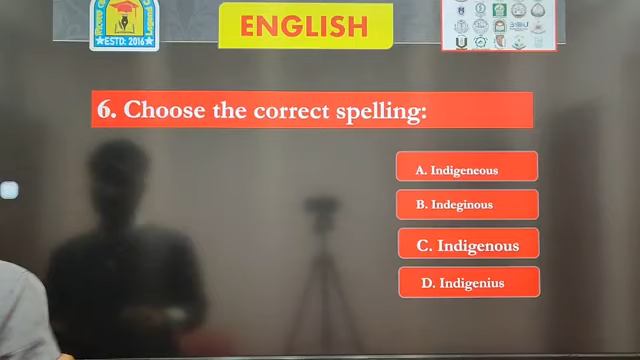 ESTD: 2016
ENGLISH
6. Choose the correct spelling:
A. Indigeneous
B. Indeginous
C. Indigenous
D. Indigenius